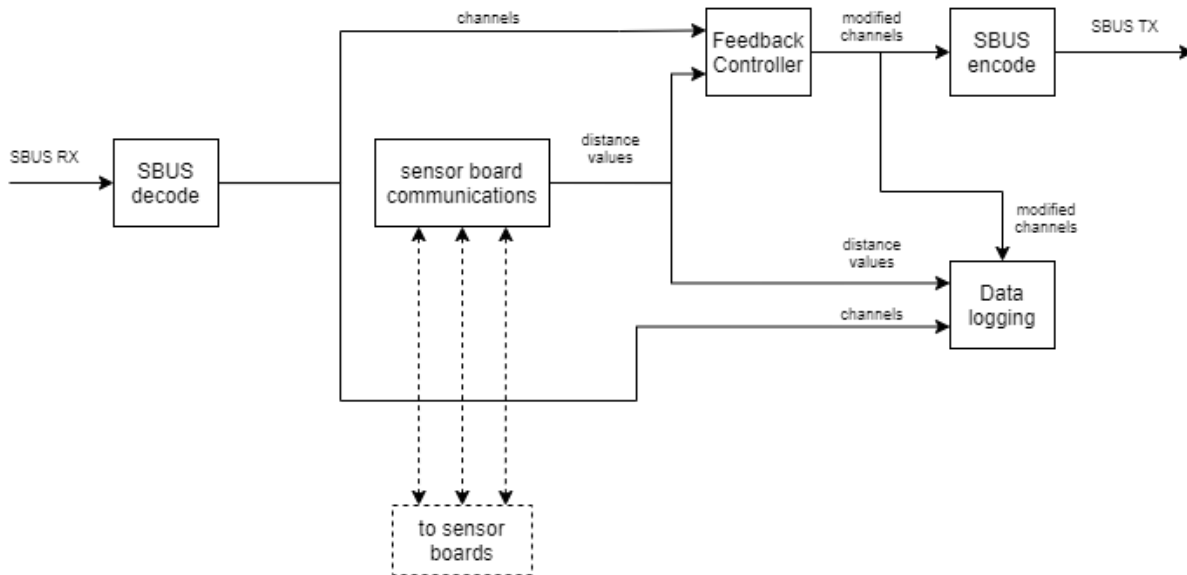 channels
modified
channels
SBUS TX
Feedback
Controller
SBUS
encode
distance
values
SBUS RX
SBUS
decode
sensor board
communications
modified
channels
distance
values
Data
logging
channels
to sensor
boards